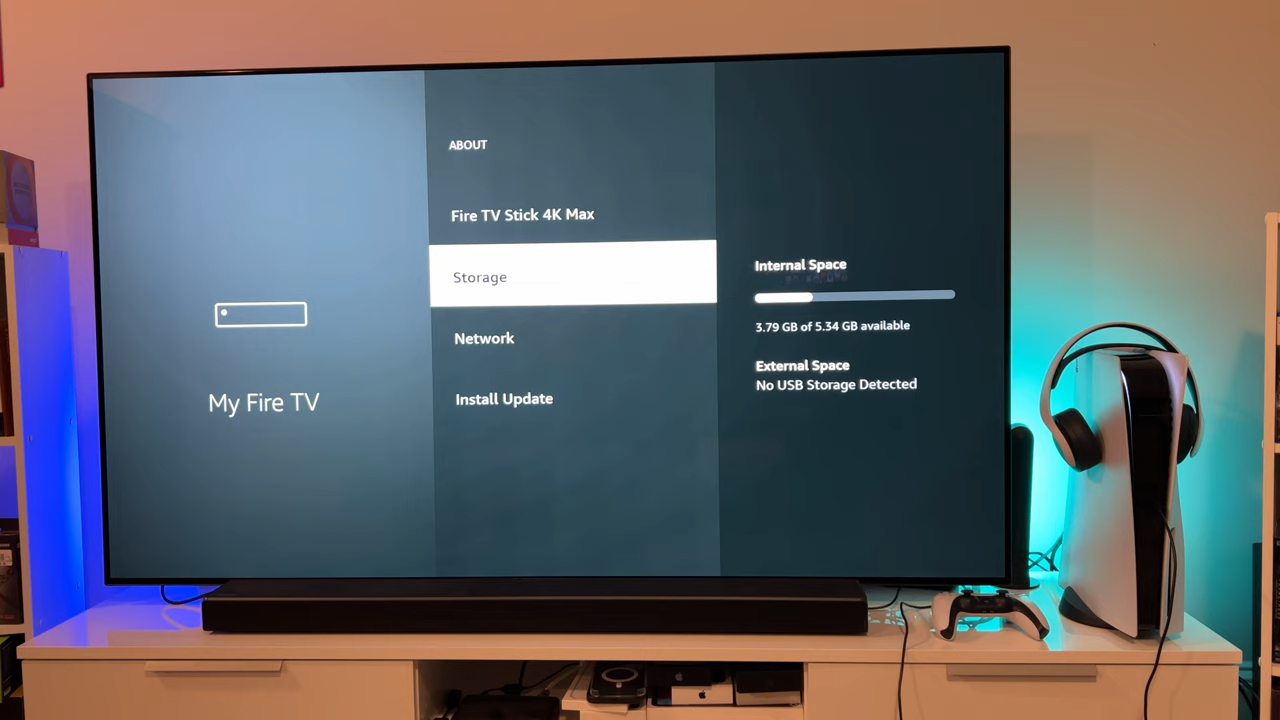 My Fire TV
ABOUT
Fire TV Stick 4K Max
Storage
Network
Install Update
Internal Space
3.79 GB of 5.34 GB available
External Space
No USB Storage Detected